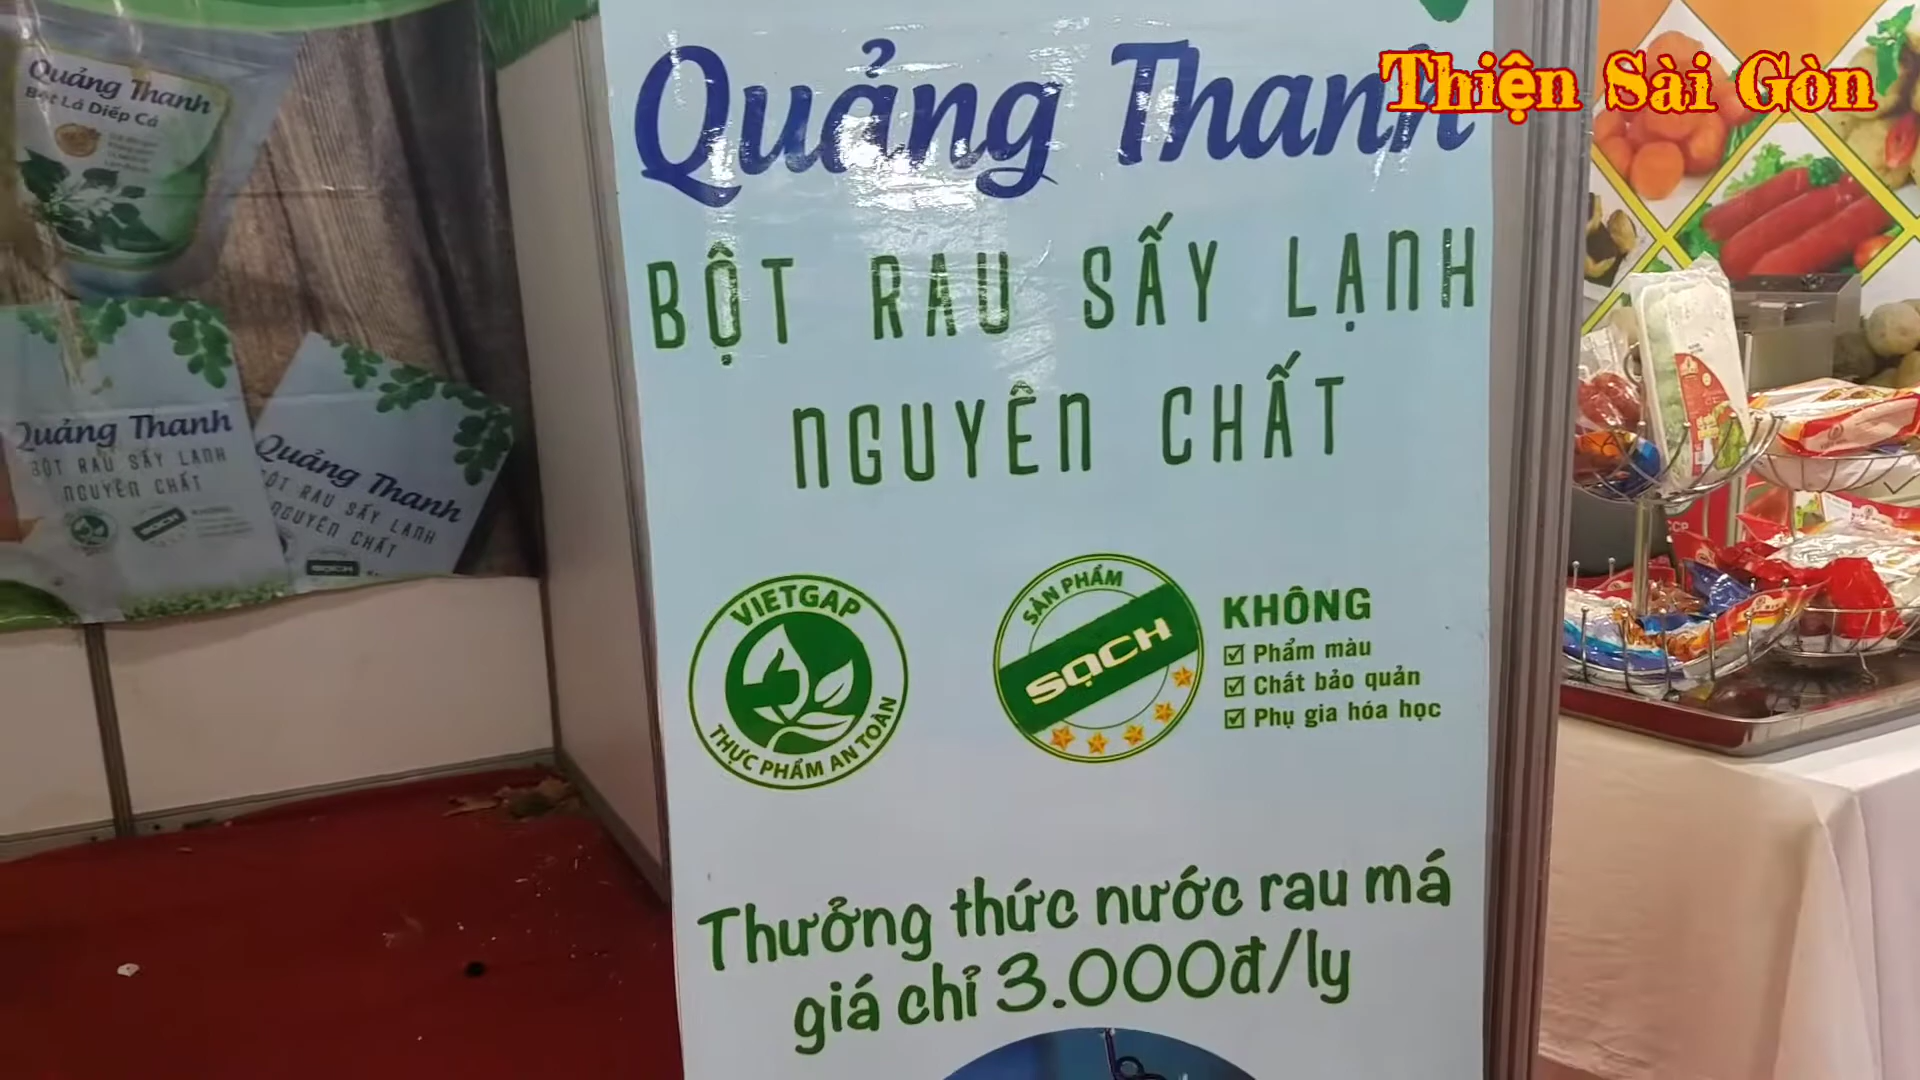 Thiện Sài Gòn
Quảng Thanh
BỘT RAU SẤY LẠNH
NGUYÊN CHẤT
VIETGAP
THỰC PHẨM AN TOÀN
SẢN PHẨM
SẠCH
KHÔNG
Phẩm màu
Chất bảo quản
Phụ gia hóa học
Thưởng thức nước rau má
giá chỉ 3.000đ/ly
Quảng Thanh
Bột Lá Diếp Cá
Quảng Thanh
BỘT RAU SẤY LẠNH
NGUYÊN CHẤT
SẠCH
Quảng Thanh
BỘT RAU SẤY LẠNH
NGUYÊN CHẤT
SẠCH